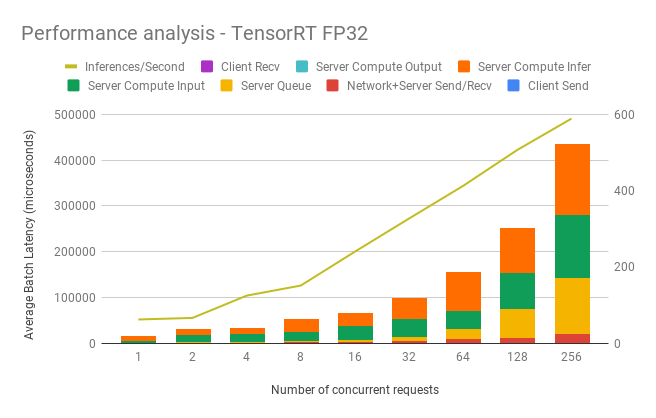 Performance analysis - TensorRT FP32
Inferences/Second Client Recv Server Compute Output Server Compute Infer
Server Compute Input Server Queue Network+Server Send/Recv Client Send
Average Batch Latency (microseconds)
500000 600
400000 400
300000
200000 200
100000
0 0
1 2 4 8 16 32 64 128 256
Number of concurrent requests